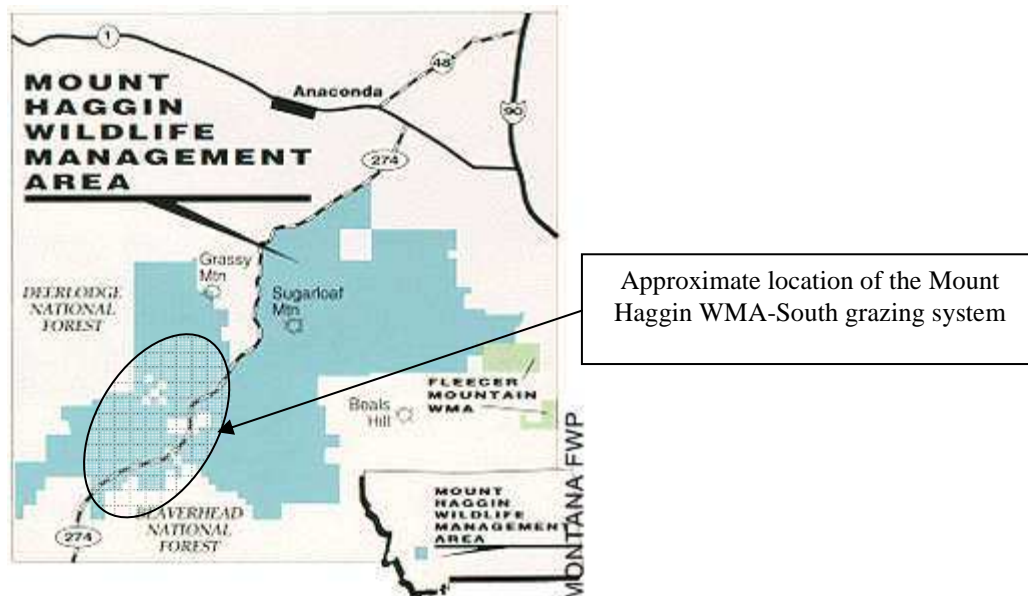 1
48
MOUNT
HAGGIN
WILDLIFE
MANAGEMENT
AREA
Anaconda
90
274
Grassy
Mtn
DEERLODGE
NATIONAL
FOREST
Sugarloaf
Mtn
Approximate location of the Mount
Haggin WMA-South grazing system
FLEECER
MOUNTAIN
WMA
Beals
Hill
BEAVERHEAD
NATIONAL
FOREST
274
MOUNT
HAGGIN
WILDLIFE
MANAGEMENT
AREA
MONTANA FWP